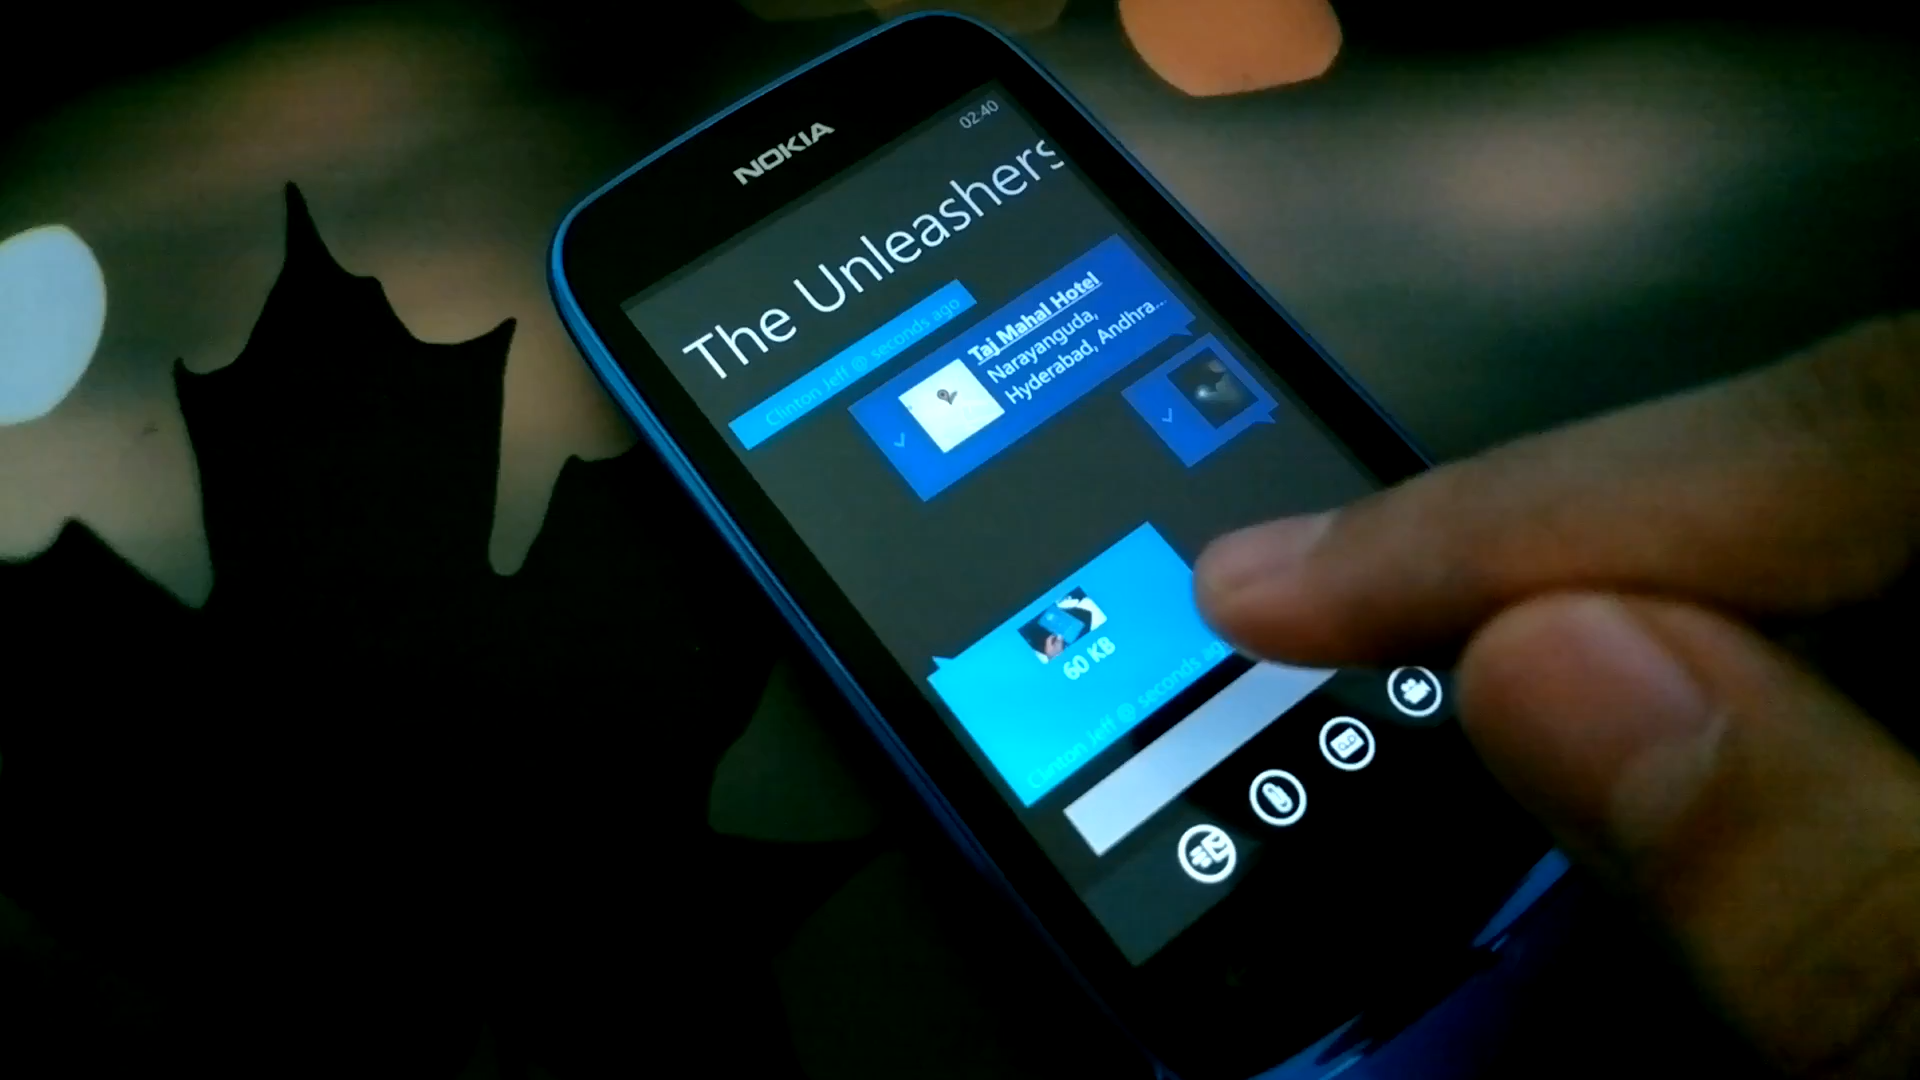 NOKIA
02:40
The Unleashers
Clinton Jeff @ seconds ago
Taj Mahal Hotel
Narayanguda,
Hyderabad, Andhra...
60 KB
Clinton Jeff @ seconds ago